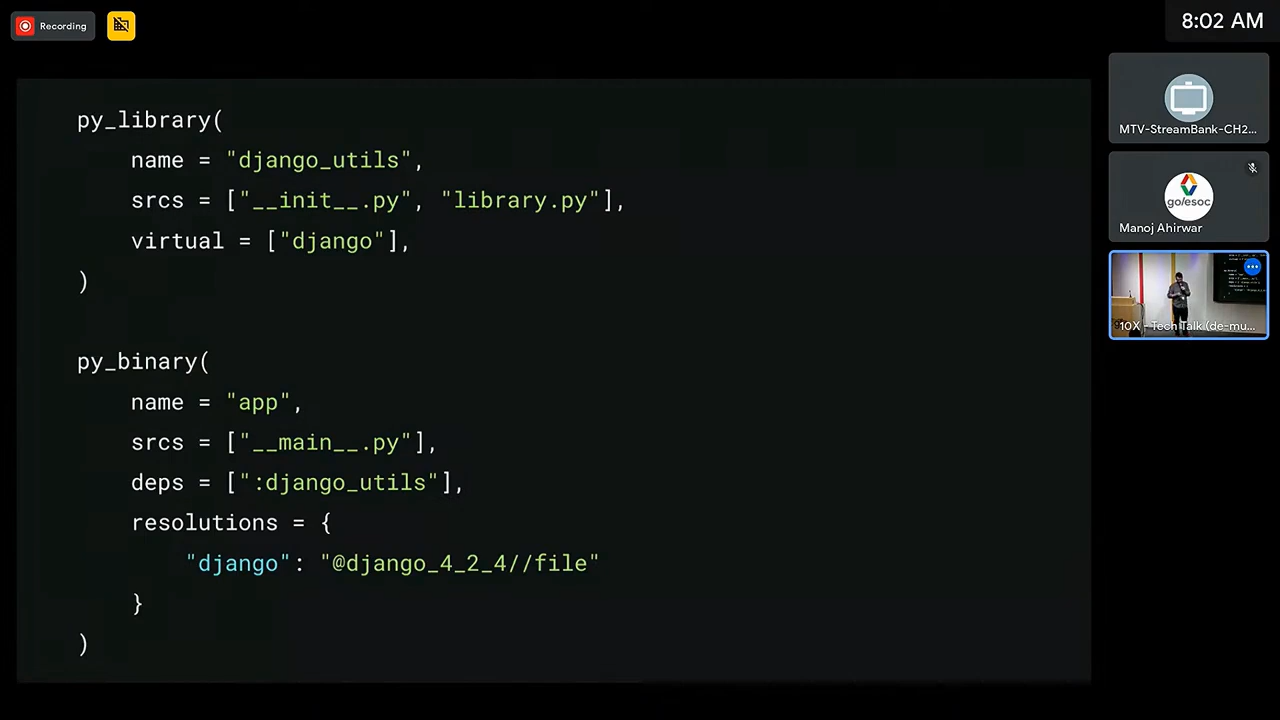 Recording
8:02 AM
py_library(
    name = "django_utils",
    srcs = ["__init__.py", "library.py"],
    virtual = ["django"],
)
py_binary(
    name = "app",
    srcs = ["__main__.py"],
    deps = [":django_utils"],
    resolutions = {
        "django": "@django_4_2_4//file"
    }
)
MTV-StreamBank-CH2...
go/esoc
Manoj Ahirwar
10X - Tech Talk (de-mu...